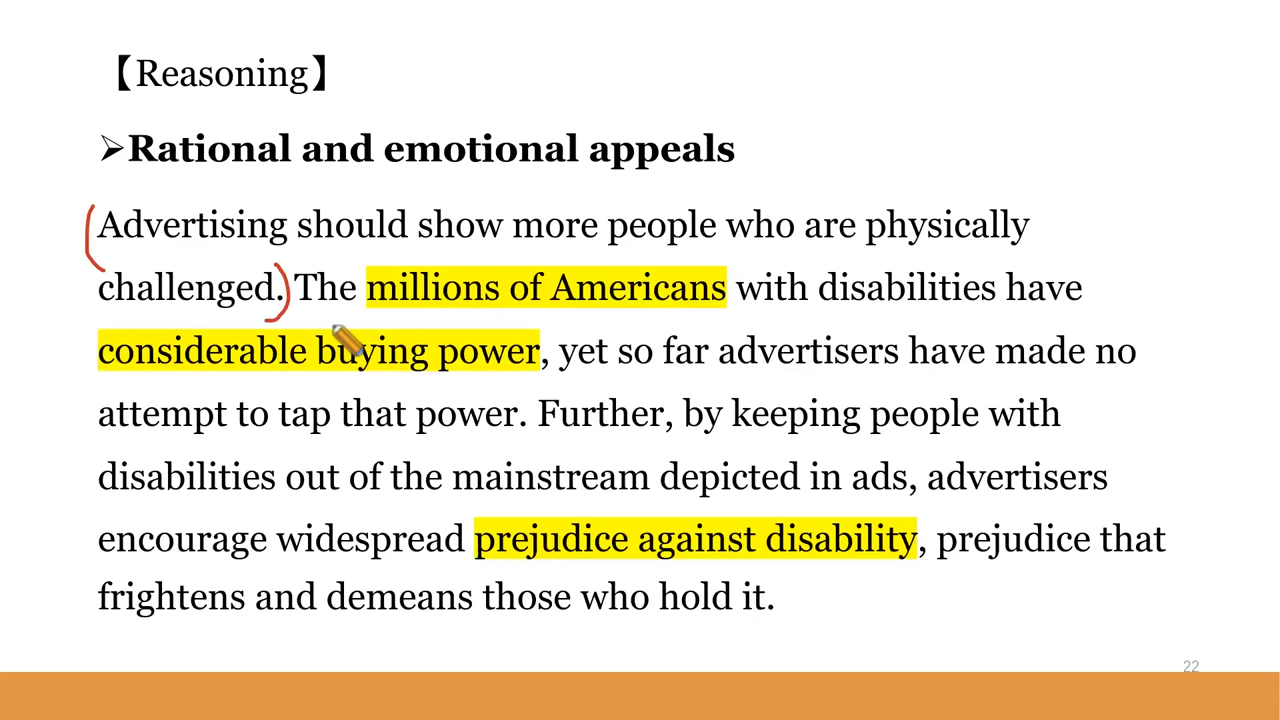 【Reasoning】
➢Rational and emotional appeals
Advertising should show more people who are physically
challenged. The millions of Americans with disabilities have
considerable buying power, yet so far advertisers have made no
attempt to tap that power. Further, by keeping people with
disabilities out of the mainstream depicted in ads, advertisers
encourage widespread prejudice against disability, prejudice that
frightens and demeans those who hold it.
22